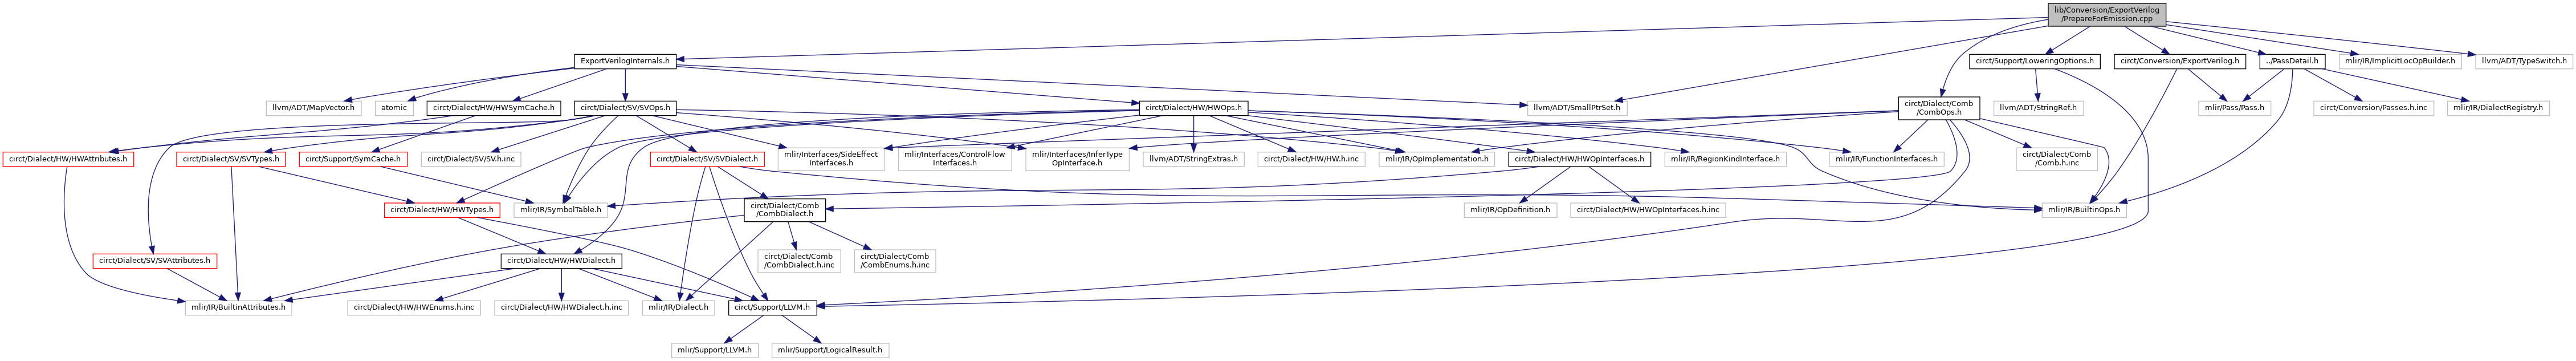 lib/Conversion/ExportVerilog
/PrepareForEmission.cpp
ExportVerilogInternals.h
circt/Support/LoweringOptions.h
circt/Conversion/ExportVerilog.h
../PassDetail.h
mlir/IR/ImplicitLocOpBuilder.h
llvm/ADT/TypeSwitch.h
llvm/ADT/MapVector.h
atomic
circt/Dialect/HW/HWSymCache.h
circt/Dialect/SV/SVOps.h
circt/Dialect/HW/HWOps.h
llvm/ADT/SmallPtrSet.h
circt/Dialect/Comb
/CombOps.h
llvm/ADT/StringRef.h
mlir/Pass/Pass.h
circt/Conversion/Passes.h.inc
mlir/IR/DialectRegistry.h
circt/Dialect/HW/HWAttributes.h
circt/Dialect/SV/SVTypes.h
circt/Support/SymCache.h
circt/Dialect/SV/SV.h.inc
circt/Dialect/SV/SVDialect.h
mlir/Interfaces/SideEffect
Interfaces.h
mlir/Interfaces/ControlFlow
Interfaces.h
mlir/Interfaces/InferType
OpInterface.h
llvm/ADT/StringExtras.h
circt/Dialect/HW/HW.h.inc
mlir/IR/OpImplementation.h
circt/Dialect/HW/HWOpInterfaces.h
mlir/IR/RegionKindInterface.h
mlir/IR/FunctionInterfaces.h
circt/Dialect/Comb
/Comb.h.inc
circt/Dialect/HW/HWTypes.h
mlir/IR/SymbolTable.h
circt/Dialect/Comb
/CombDialect.h
mlir/IR/OpDefinition.h
circt/Dialect/HW/HWOpInterfaces.h.inc
mlir/IR/BuiltinOps.h
circt/Dialect/SV/SVAttributes.h
circt/Dialect/HW/HWDialect.h
circt/Dialect/Comb
/CombDialect.h.inc
circt/Dialect/Comb
/CombEnums.h.inc
mlir/IR/BuiltinAttributes.h
circt/Dialect/HW/HWEnums.h.inc
circt/Dialect/HW/HWDialect.h.inc
mlir/IR/Dialect.h
circt/Support/LLVM.h
mlir/Support/LLVM.h
mlir/Support/LogicalResult.h